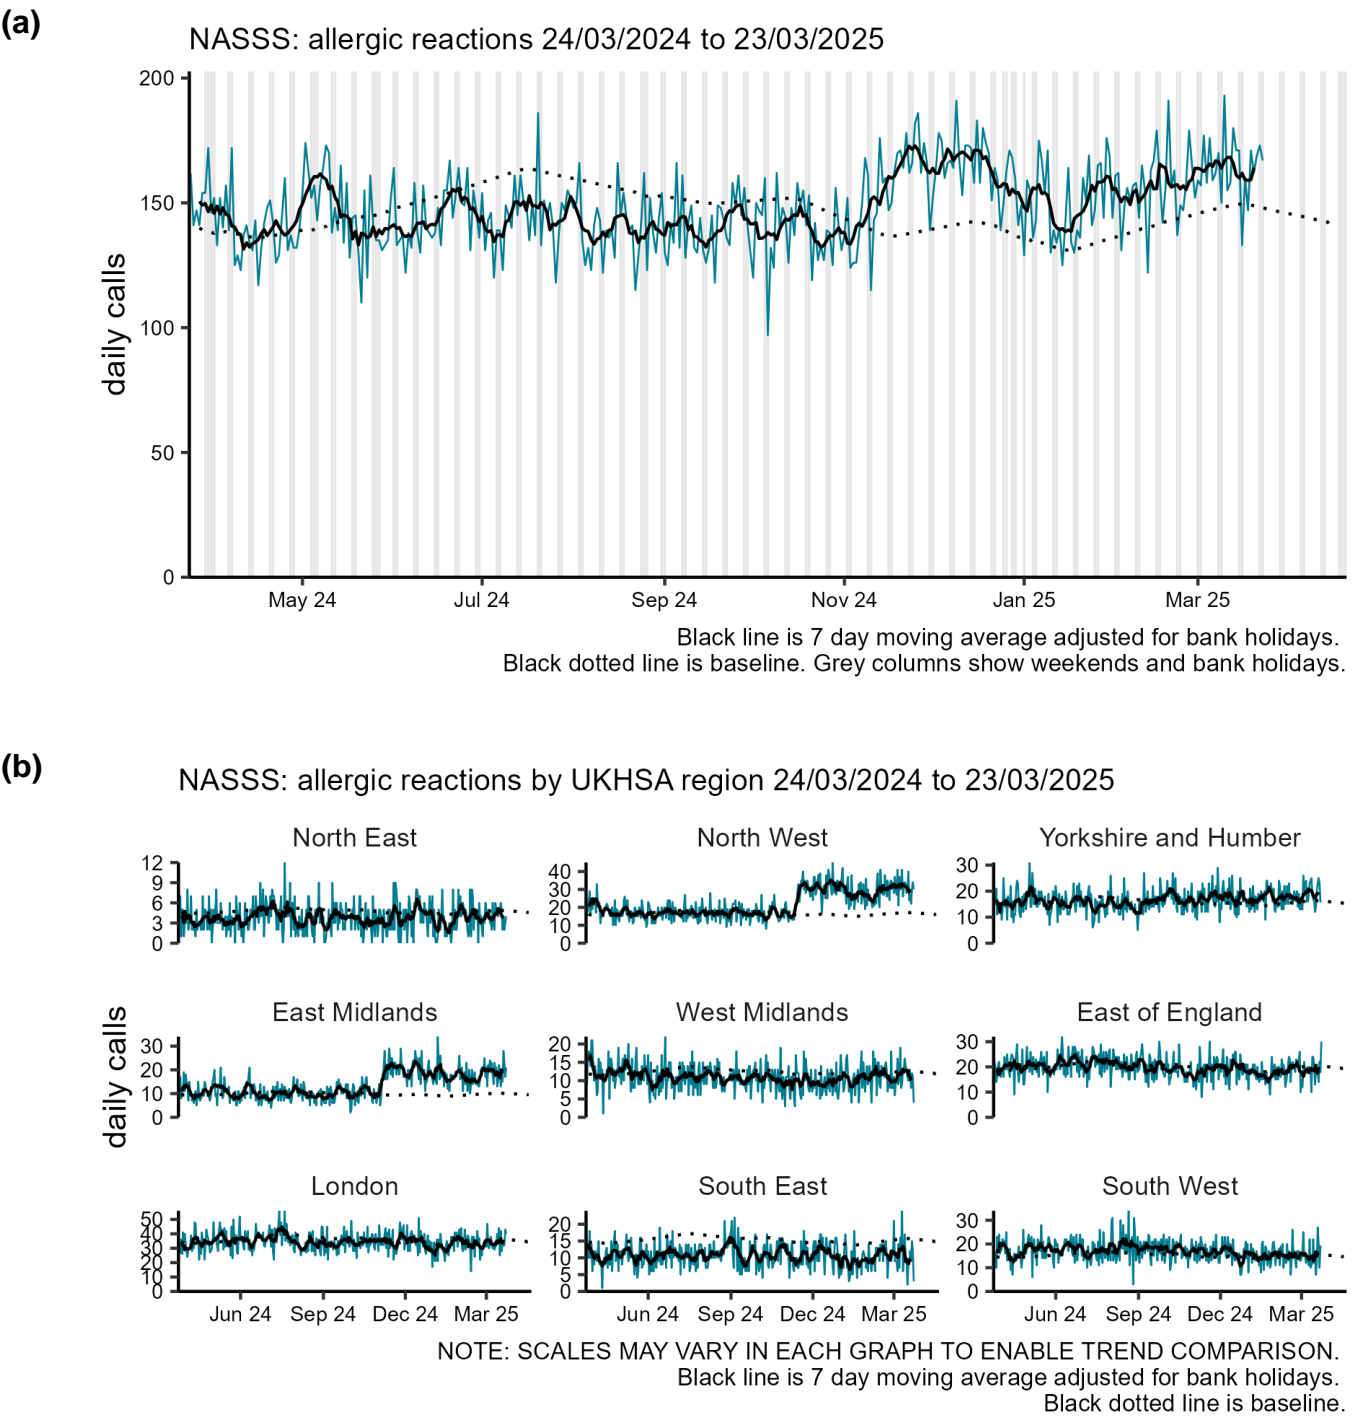 (a)
NASSS: allergic reactions 24/03/2024 to 23/03/2025
daily calls
200
150
100
50
0
May 24 Jul 24 Sep 24 Nov 24 Jan 25 Mar 25
Black line is 7 day moving average adjusted for bank holidays.
Black dotted line is baseline. Grey columns show weekends and bank holidays.
(b)
NASSS: allergic reactions by UKHSA region 24/03/2024 to 23/03/2025
daily calls
North East
12
9
6
3
0
North West
40
30
20
10
0
Yorkshire and Humber
30
20
10
0
East Midlands
30
20
10
0
West Midlands
20
15
10
5
0
East of England
30
20
10
0
London
50
40
30
20
10
0
South East
20
15
10
5
0
South West
30
20
10
0
Jun 24 Sep 24 Dec 24 Mar 25
Jun 24 Sep 24 Dec 24 Mar 25
Jun 24 Sep 24 Dec 24 Mar 25
NOTE: SCALES MAY VARY IN EACH GRAPH TO ENABLE TREND COMPARISON.
Black line is 7 day moving average adjusted for bank holidays.
Black dotted line is baseline.